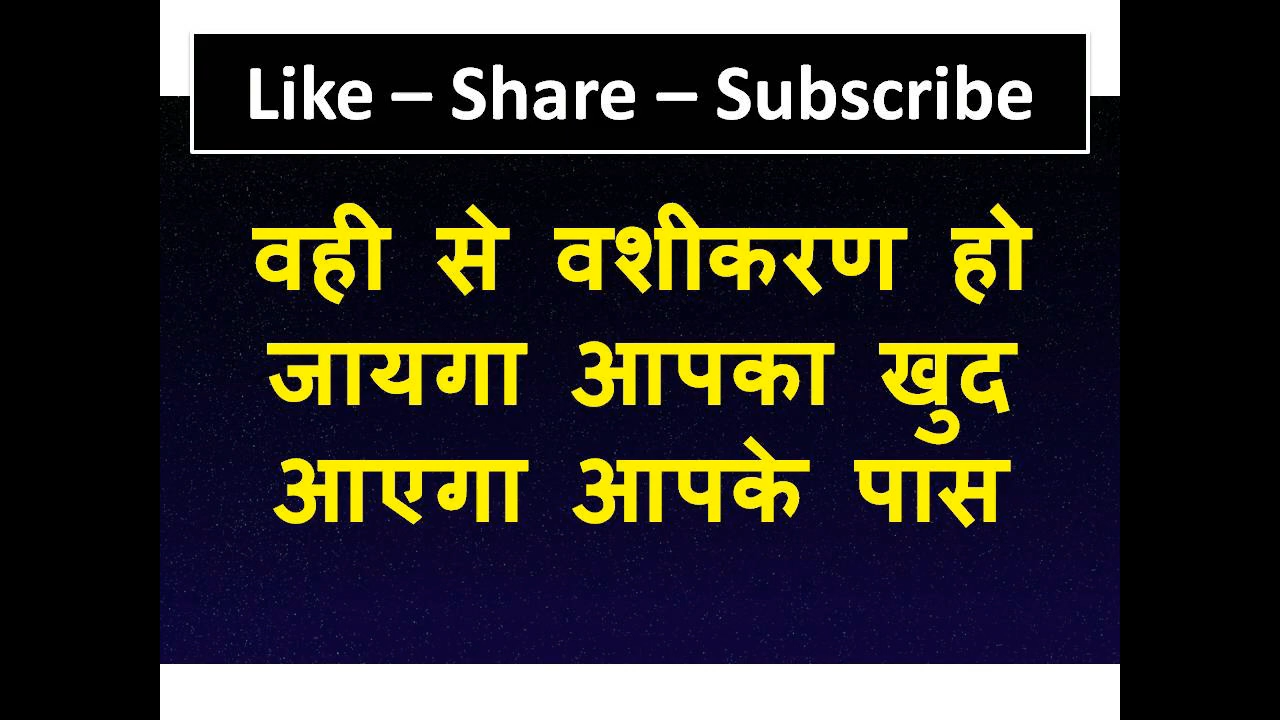 Like – Share – Subscribe
वही से वशीकरण हो
जायगा आपका खुद
आएगा आपके पास